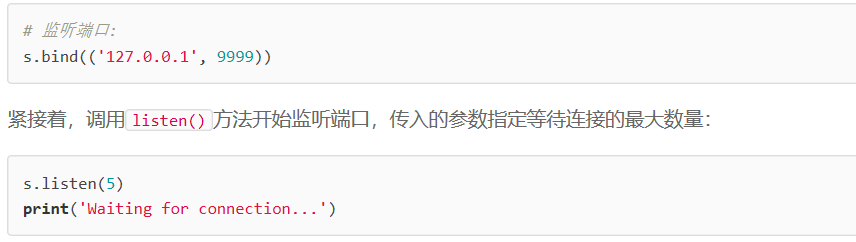 # 监听端口:
s.bind(('127.0.0.1', 9999))
紧接着，调用listen()方法开始监听端口，传入的参数指定等待连接的最大数量：
s.listen(5)
print('Waiting for connection...')